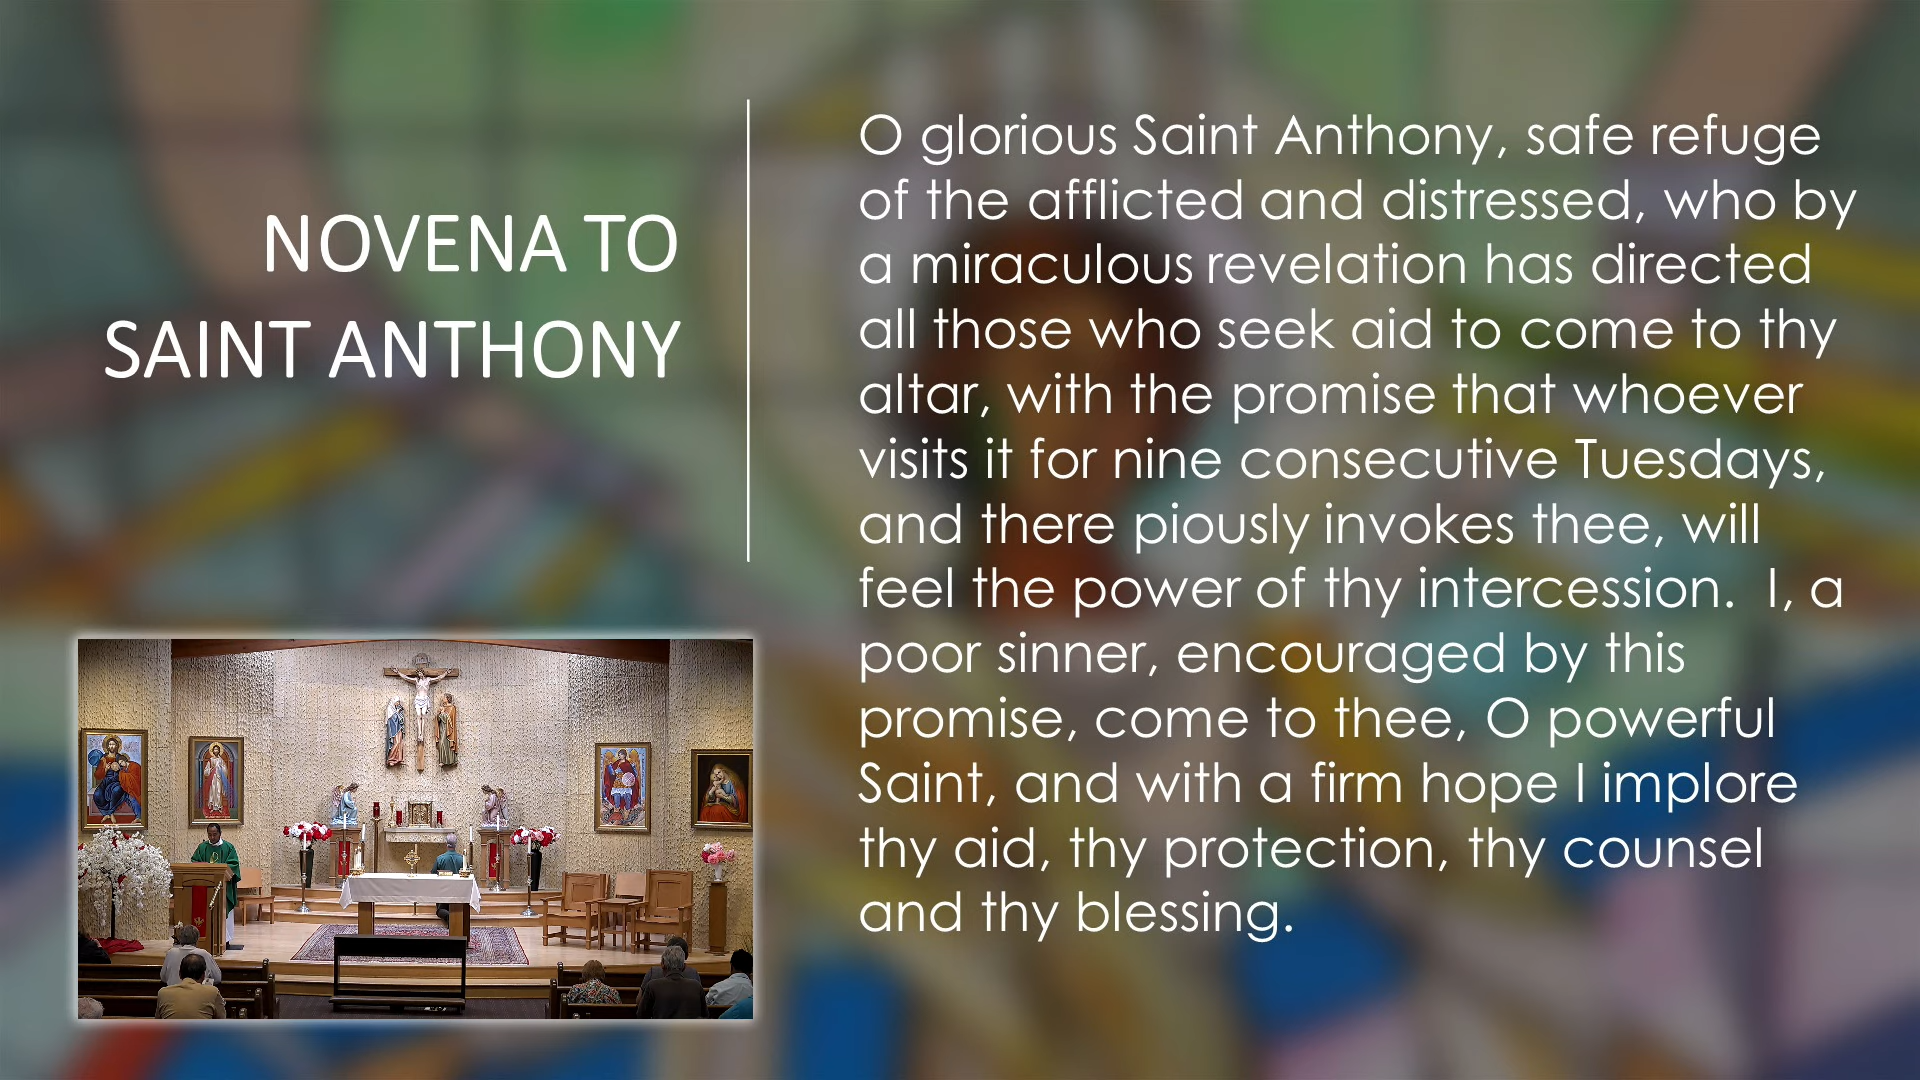 NOVENA TO
SAINT ANTHONY
O glorious Saint Anthony, safe refuge
of the afflicted and distressed, who by
a miraculous revelation has directed
all those who seek aid to come to thy
altar, with the promise that whoever
visits it for nine consecutive Tuesdays,
and there piously invokes thee, will
feel the power of thy intercession.  I, a
poor sinner, encouraged by this
promise, come to thee, O powerful
Saint, and with a firm hope I implore
thy aid, thy protection, thy counsel
and thy blessing.